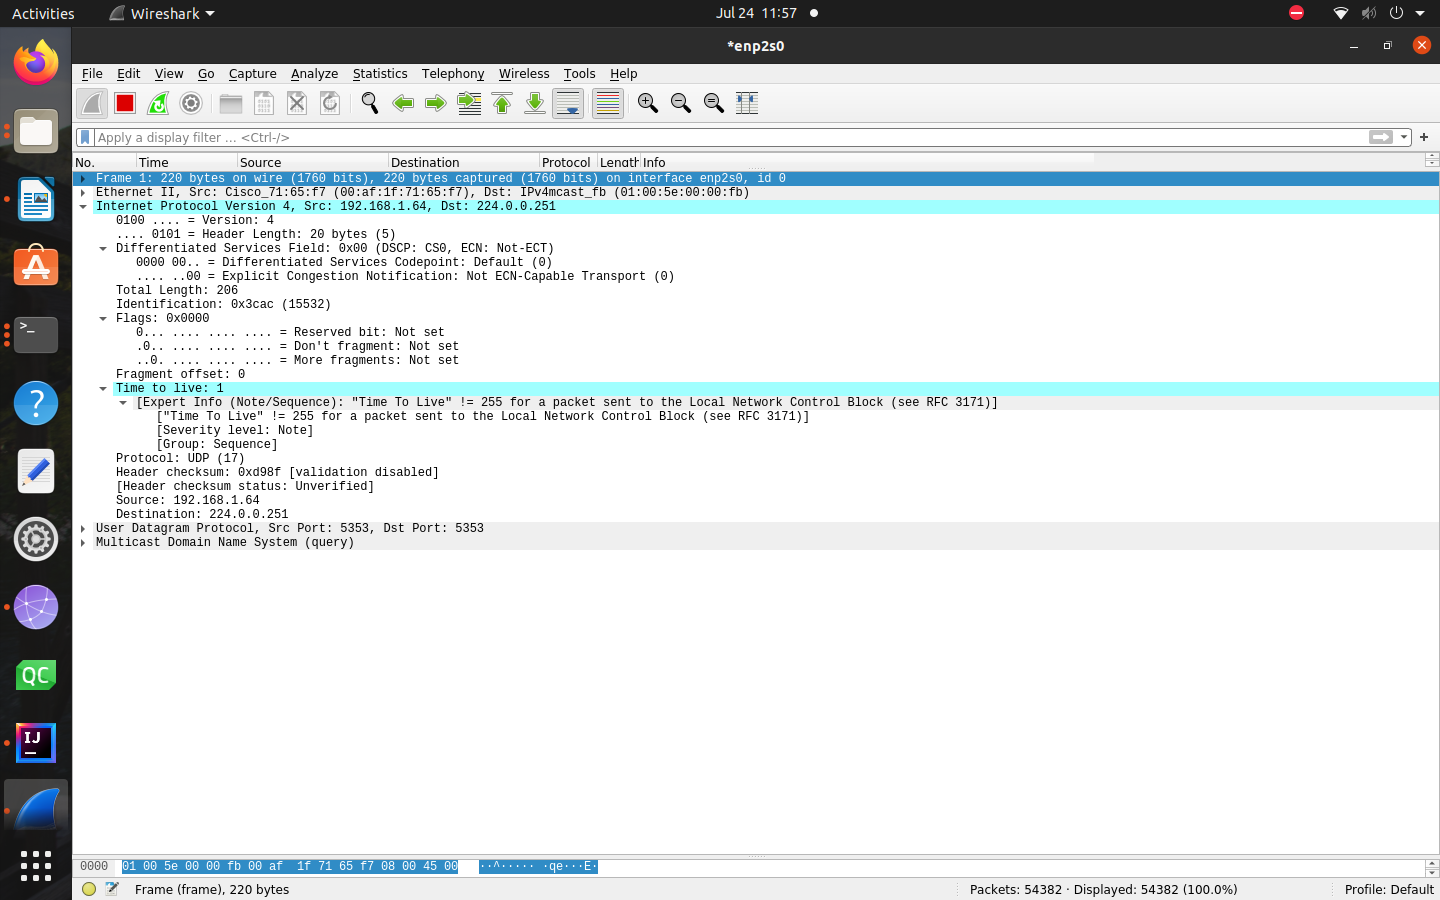 Activities
Wireshark
Jul 24 11:57
*enp2s0
File Edit View Go Capture Analyze Statistics Telephony Wireless Tools Help
Apply a display filter … <Ctrl-/>
No. Time Source Destination Protocol Length Info
Frame 1: 220 bytes on wire (1760 bits), 220 bytes captured (1760 bits) on interface enp2s0, id 0
Ethernet II, Src: Cisco_71:65:f7 (00:af:1f:71:65:f7), Dst: IPv4mcast_fb (01:00:5e:00:00:fb)
Internet Protocol Version 4, Src: 192.168.1.64, Dst: 224.0.0.251
0100 .... = Version: 4
.... 0101 = Header Length: 20 bytes (5)
Differentiated Services Field: 0x00 (DSCP: CS0, ECN: Not-ECT)
0000 00.. = Differentiated Services Codepoint: Default (0)
.... ..00 = Explicit Congestion Notification: Not ECN-Capable Transport (0)
Total Length: 206
Identification: 0x3cac (15532)
Flags: 0x0000
0... .... .... .... = Reserved bit: Not set
.0.. .... .... .... = Don't fragment: Not set
..0. .... .... .... = More fragments: Not set
Fragment offset: 0
Time to live: 1
[Expert Info (Note/Sequence): "Time To Live" != 255 for a packet sent to the Local Network Control Block (see RFC 3171)]
["Time To Live" != 255 for a packet sent to the Local Network Control Block (see RFC 3171)]
[Severity level: Note]
[Group: Sequence]
Protocol: UDP (17)
Header checksum: 0xd98f [validation disabled]
[Header checksum status: Unverified]
Source: 192.168.1.64
Destination: 224.0.0.251
User Datagram Protocol, Src Port: 5353, Dst Port: 5353
Multicast Domain Name System (query)
QC
IJ
0000 01 00 5e 00 00 fb 00 af 1f 71 65 f7 08 00 45 00 ··^····· ·qe···E·
Frame (frame), 220 bytes
Packets: 54382 · Displayed: 54382 (100.0%)
Profile: Default